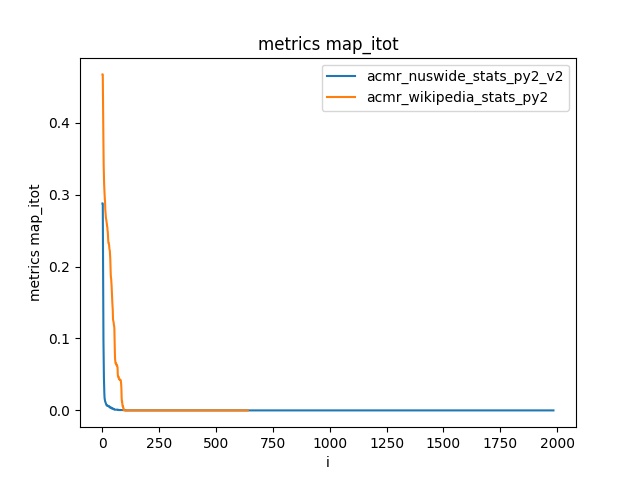 metrics map_itot
acmr_nuswide_stats_py2_v2
acmr_wikipedia_stats_py2
metrics map_itot
0.4
0.3
0.2
0.1
0.0
0 250 500 750 1000 1250 1500 1750 2000
i